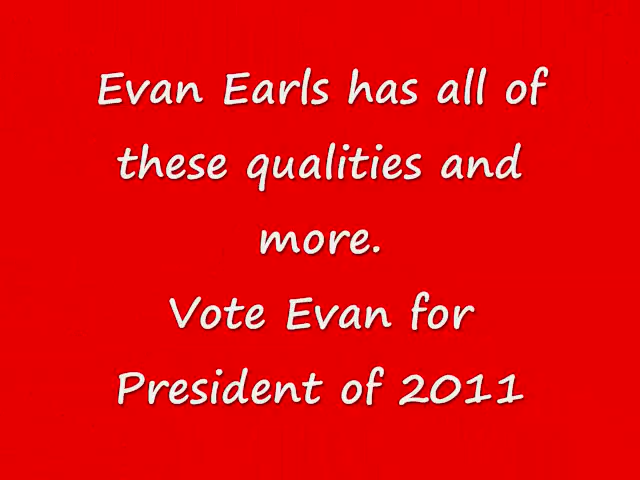 Evan Earls has all of
these qualities and
more.
Vote Evan for
President of 2011